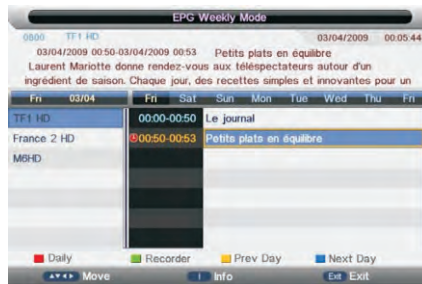 EPG Weekly Mode
0800 TF1 HD 03/04/2009 00:05:44
03/04/2009 00:50-03/04/2009 00:53 Petits plats en équilibre
Laurent Mariotte donne rendez-vous aux téléspectateurs autour d'un
ingrédient de saison. Chaque jour, des recettes simples et innovantes pour un
Fri 03/04 Fri Sat Sun Mon Tue Wed Thu Fri
TF1 HD 00:00-00:50 Le journal
France 2 HD 00:50-00:53 Petits plats en équilibre
M6HD
Daily Recorder Prev Day Next Day
Move i Info Exit Exit